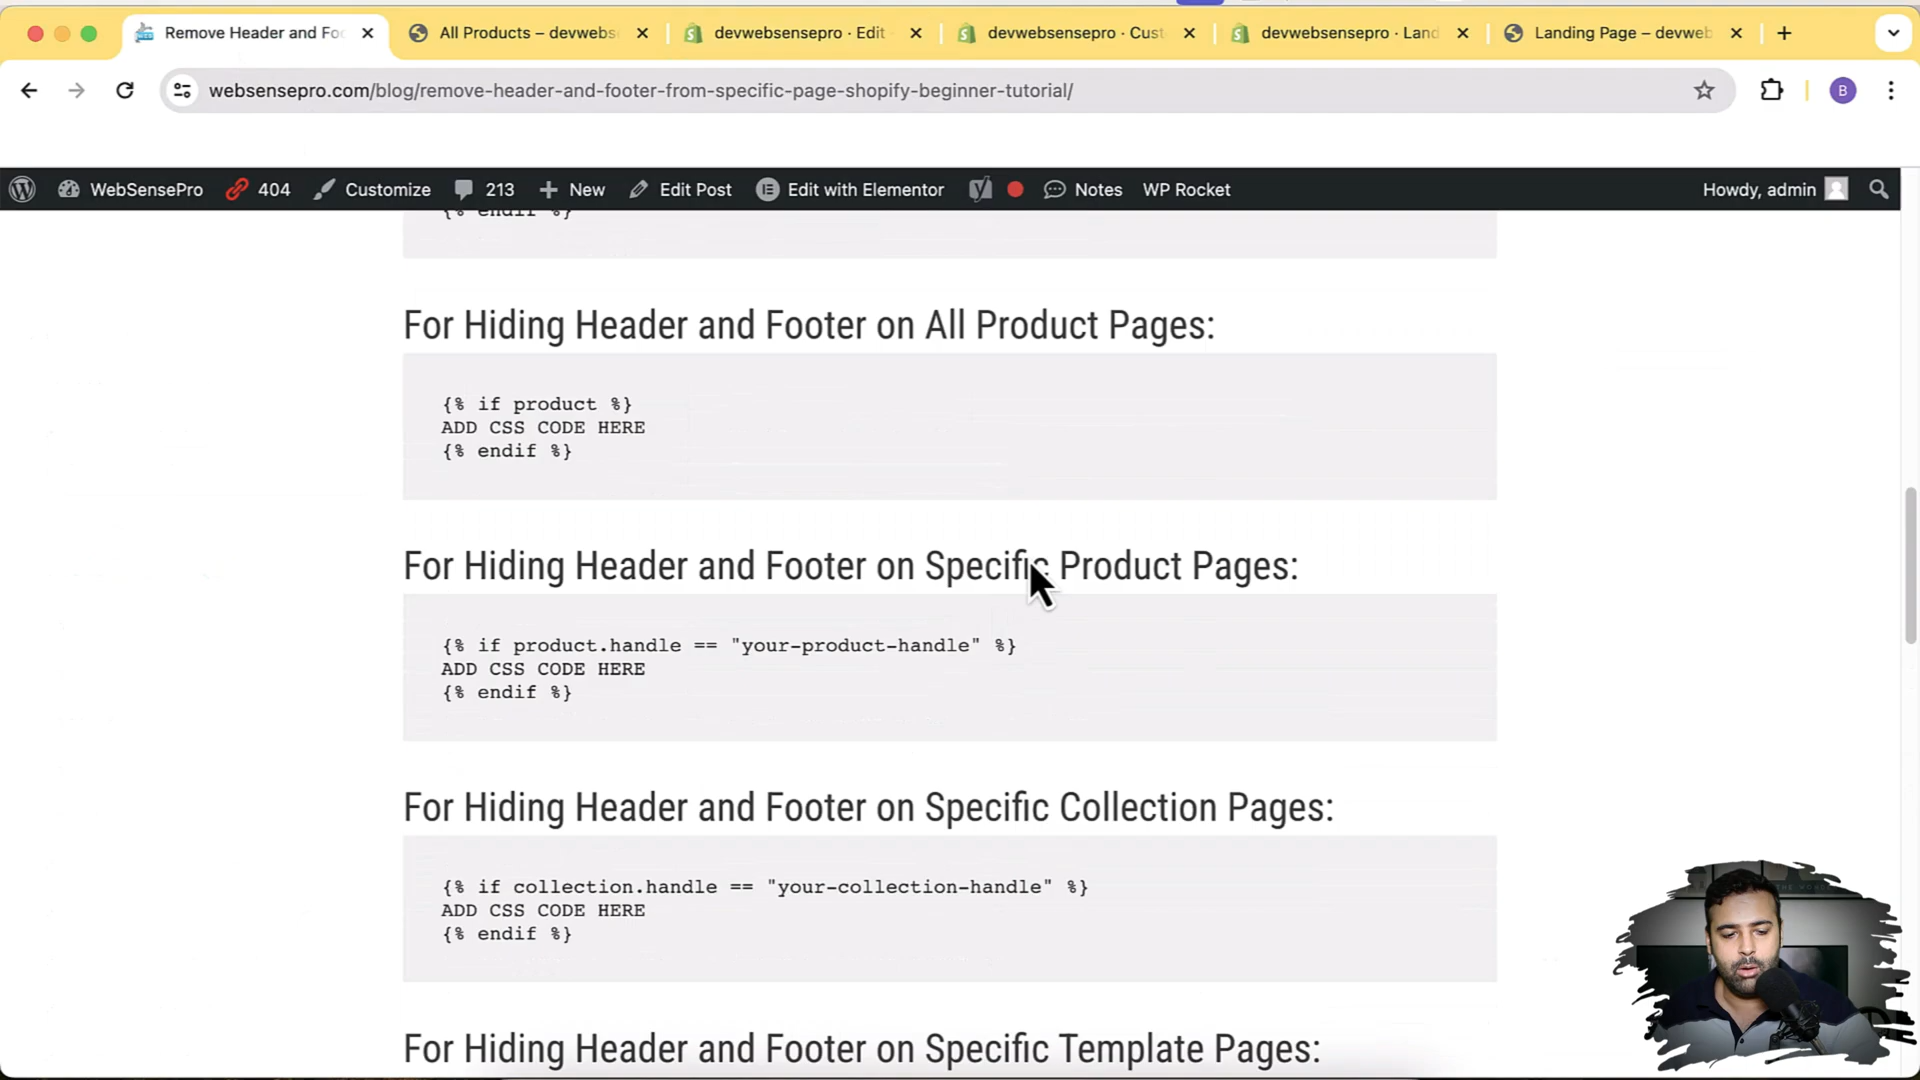 Remove Header and Fo
All Products – devwebs
devwebsensepro · Edit
devwebsensepro · Cust
devwebsensepro · Land
Landing Page – devweb
websensepro.com/blog/remove-header-and-footer-from-specific-page-shopify-beginner-tutorial/
B
WebSensePro
404
Customize
213
New
Edit Post
Edit with Elementor
Notes
WP Rocket
Howdy, admin
{% endif %}
For Hiding Header and Footer on All Product Pages:
{% if product %}
ADD CSS CODE HERE
{% endif %}
For Hiding Header and Footer on Specific Product Pages:
{% if product.handle == "your-product-handle" %}
ADD CSS CODE HERE
{% endif %}
For Hiding Header and Footer on Specific Collection Pages:
{% if collection.handle == "your-collection-handle" %}
ADD CSS CODE HERE
{% endif %}
For Hiding Header and Footer on Specific Template Pages: